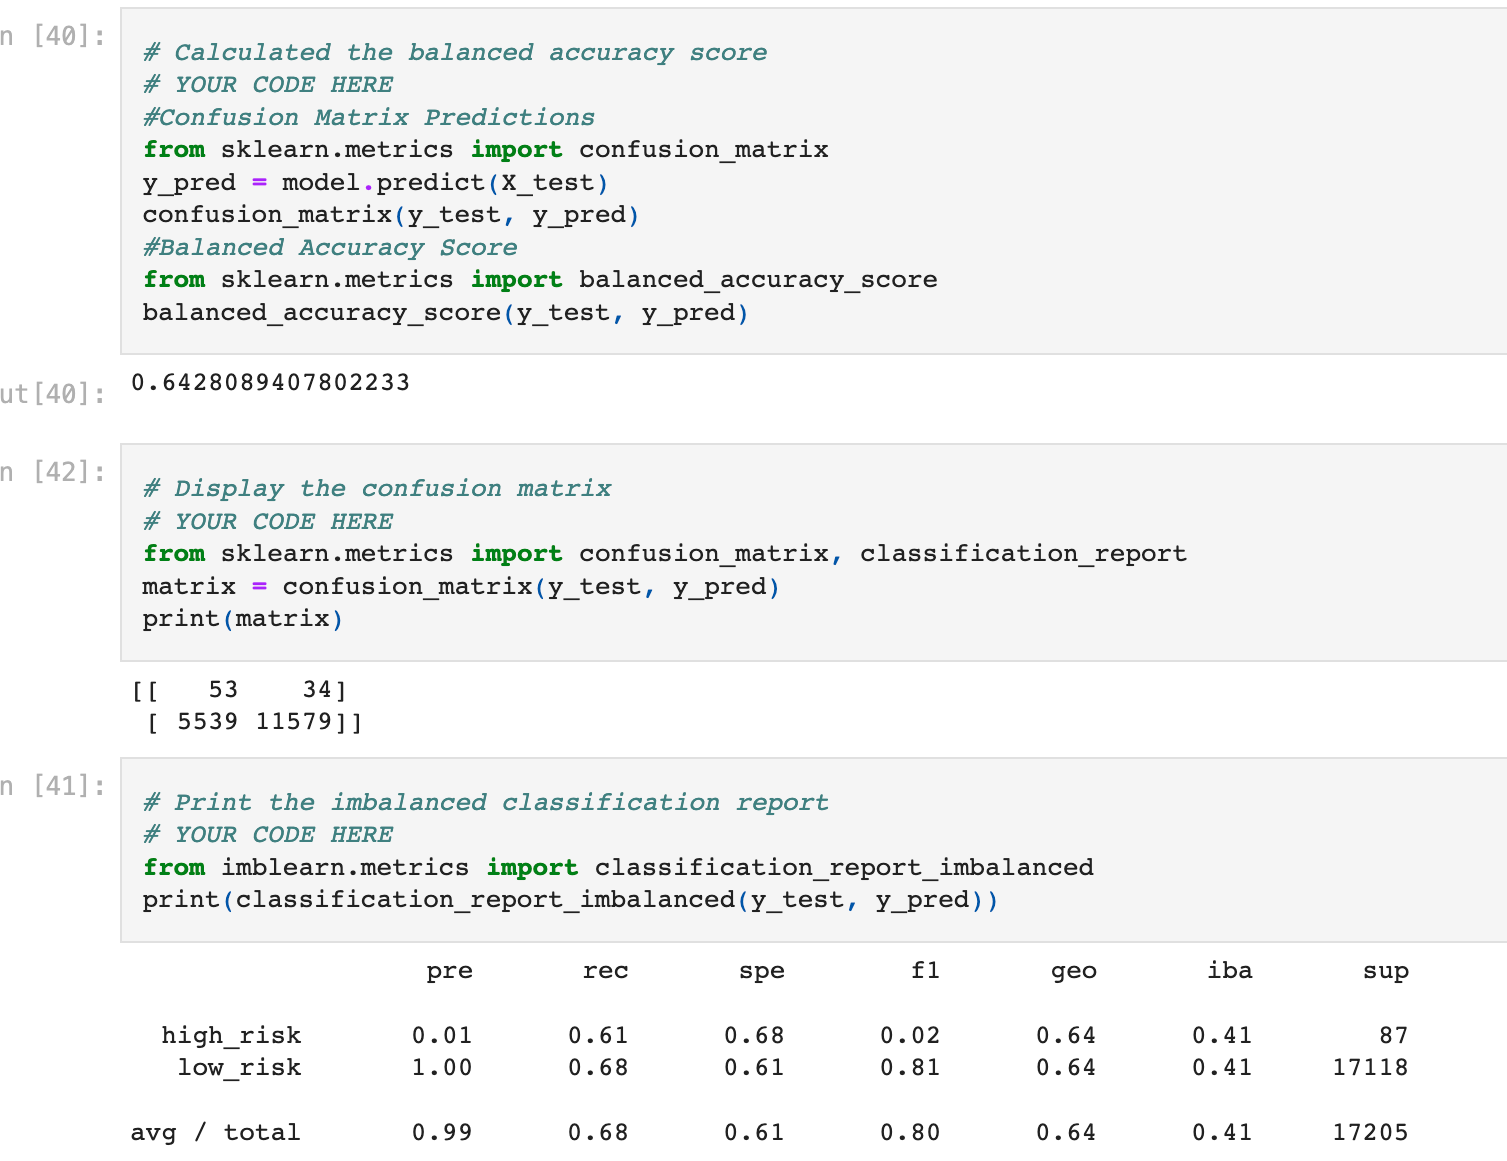 n [40]:
# Calculated the balanced accuracy score
# YOUR CODE HERE
#Confusion Matrix Predictions
from sklearn.metrics import confusion_matrix
y_pred = model.predict(X_test)
confusion_matrix(y_test, y_pred)
#Balanced Accuracy Score
from sklearn.metrics import balanced_accuracy_score
balanced_accuracy_score(y_test, y_pred)
ut[40]: 0.6428089407802233
n [42]:
# Display the confusion matrix
# YOUR CODE HERE
from sklearn.metrics import confusion_matrix, classification_report
matrix = confusion_matrix(y_test, y_pred)
print(matrix)
[[   53    34]
 [ 5539 11579]]
n [41]:
# Print the imbalanced classification report
# YOUR CODE HERE
from imblearn.metrics import classification_report_imbalanced
print(classification_report_imbalanced(y_test, y_pred))
pre rec spe f1 geo iba sup
high_risk 0.01 0.61 0.68 0.02 0.64 0.41 87
low_risk 1.00 0.68 0.61 0.81 0.64 0.41 17118
avg / total 0.99 0.68 0.61 0.80 0.64 0.41 17205